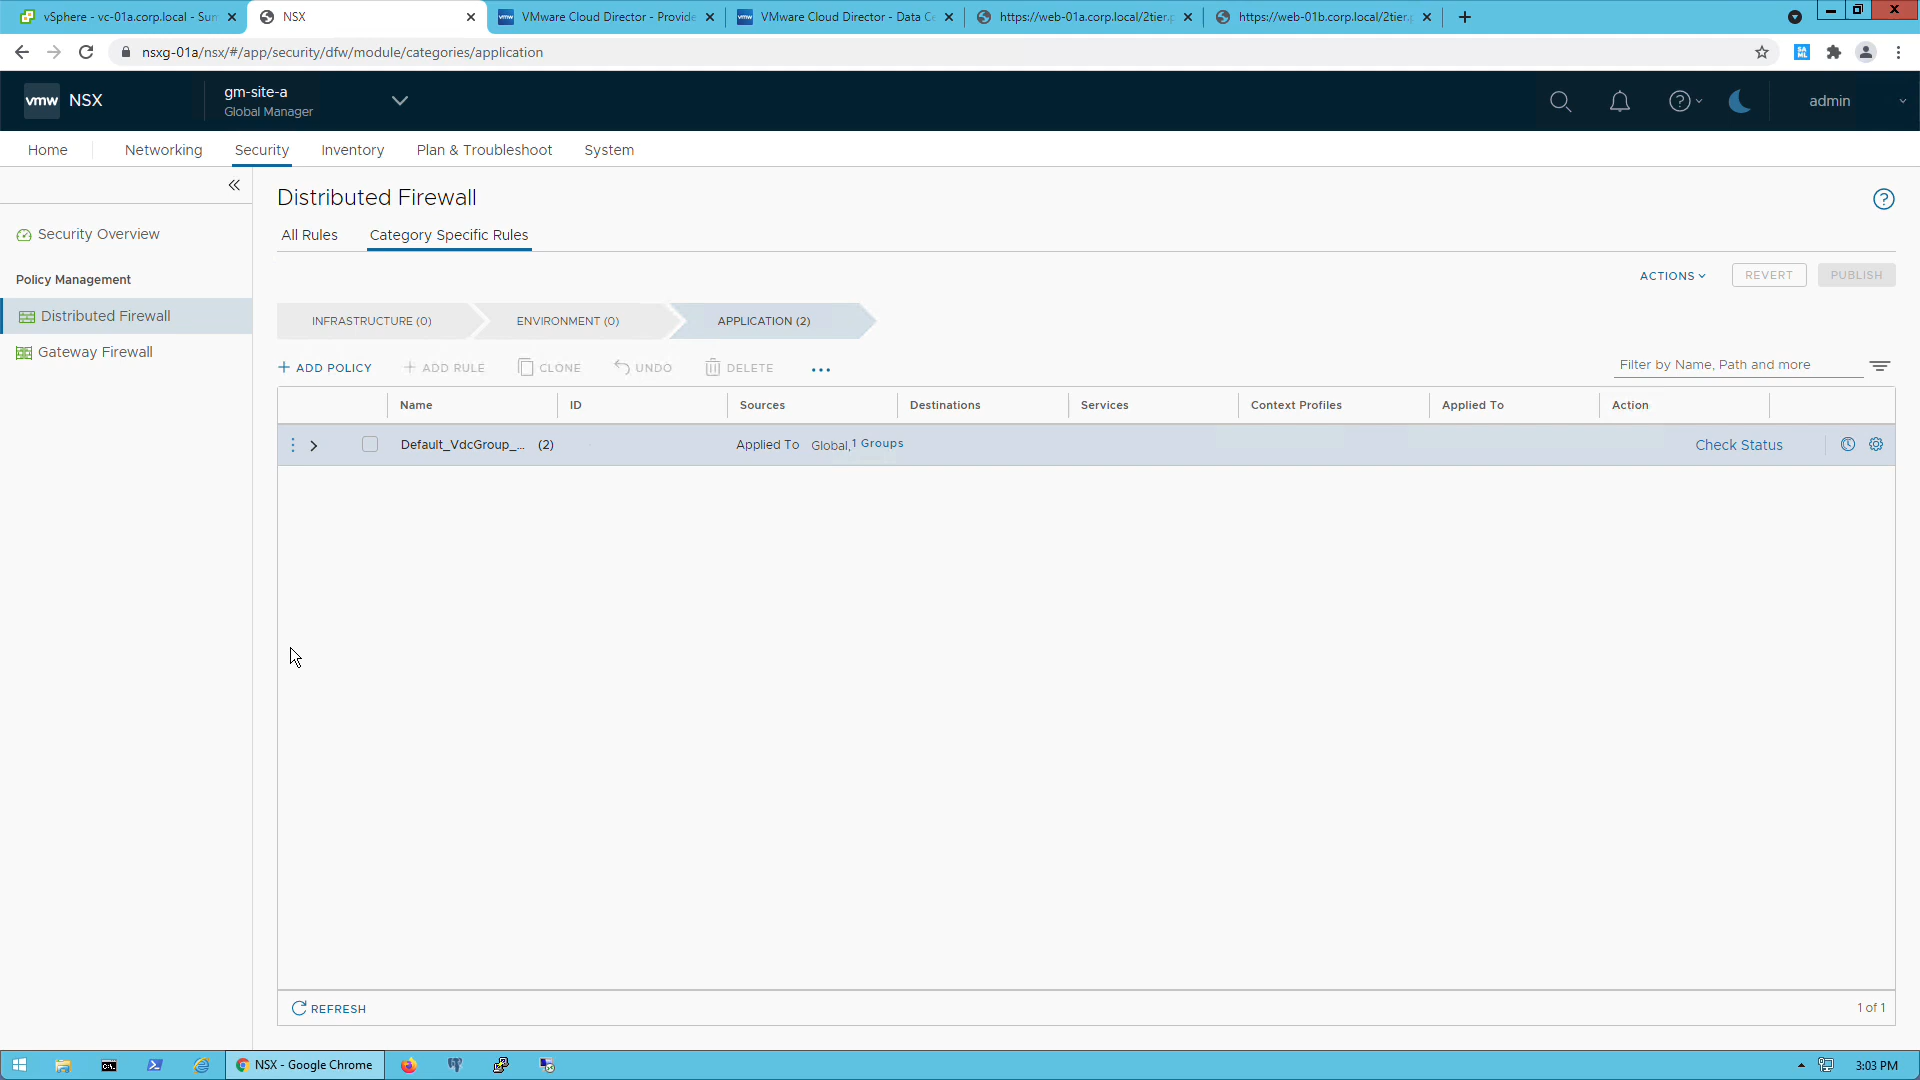 vSphere - vc-01a.corp.local - Sum
NSX
VMware Cloud Director - Provide
VMware Cloud Director - Data Ce
https://web-01a.corp.local/2tier.p
https://web-01b.corp.local/2tier.p
nsxg-01a/nsx/#/app/security/dfw/module/categories/application
SA
ML
vmw NSX
gm-site-a
Global Manager
admin
Home
Networking
Security
Inventory
Plan & Troubleshoot
System
Security Overview
Policy Management
Distributed Firewall
Gateway Firewall
Distributed Firewall
All Rules
Category Specific Rules
ACTIONS
REVERT
PUBLISH
INFRASTRUCTURE (0)
ENVIRONMENT (0)
APPLICATION (2)
+ ADD POLICY
+ ADD RULE
CLONE
UNDO
DELETE
...
Filter by Name, Path and more
Name
ID
Sources
Destinations
Services
Context Profiles
Applied To
Action
Default_VdcGroup_... (2)
Applied To Global,1 Groups
Check Status
REFRESH
1 of 1
NSX - Google Chrome
3:03 PM